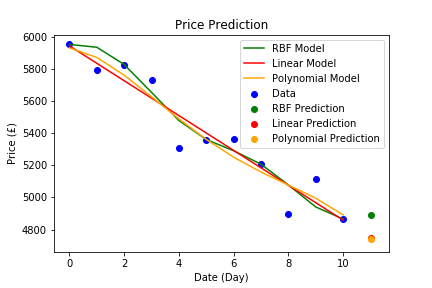 Price Prediction
6000
5800
5600
5400
5200
5000
4800
Price (£)
RBF Model
Linear Model
Polynomial Model
Data
RBF Prediction
Linear Prediction
Polynomial Prediction
0
2
4
6
8
10
Date (Day)